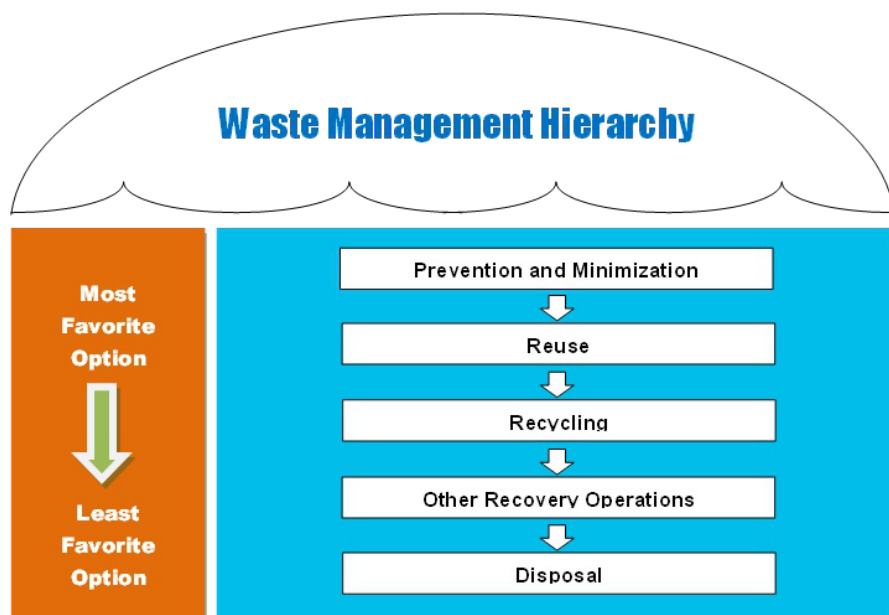 Waste Management Hierarchy
Most
Favorite
Option
Least
Favorite
Option
Prevention and Minimization
Reuse
Recycling
Other Recovery Operations
Disposal